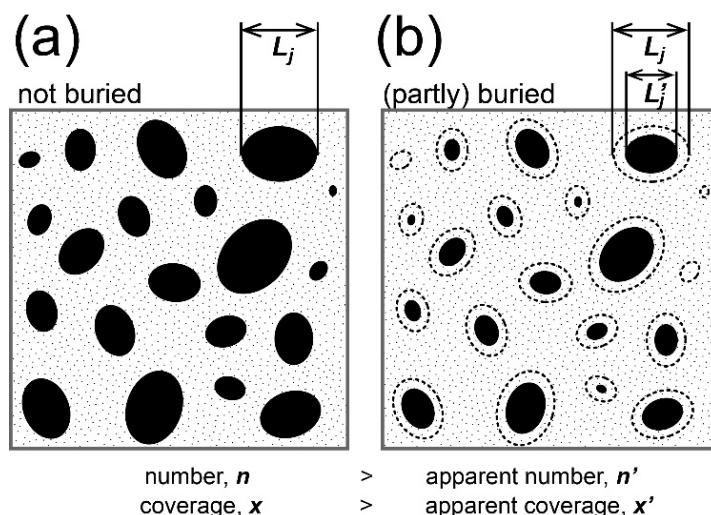 (a)
L_j
not buried
(b)
L_j
L'_j
(partly) buried
number, n > apparent number, n’
coverage, x > apparent coverage, x’